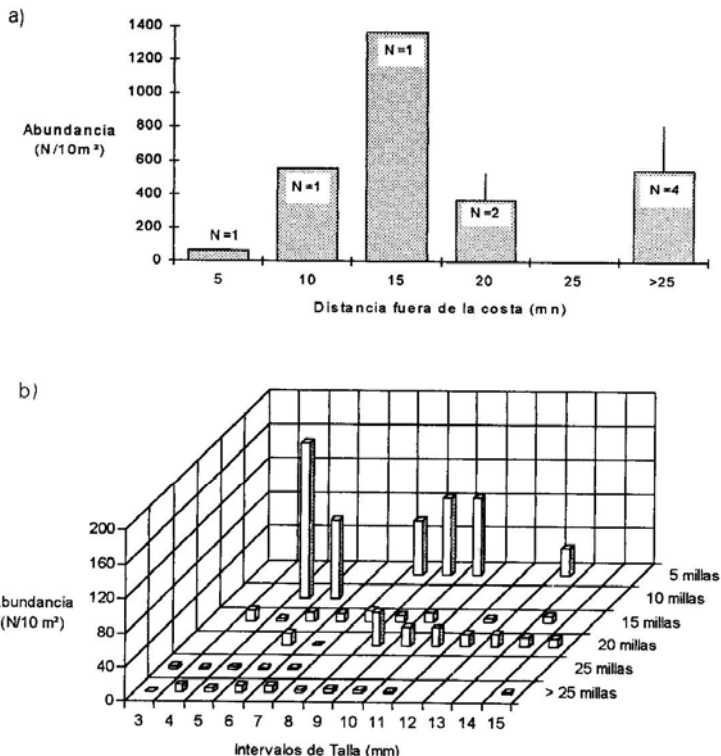 a)
1400
1200
1000
800
600
400
200
0
Abundancia
(N/10m²)
N=1
N=1
N=1
N=2
N=4
5 10 15 20 25 >25
Distancia fuera de la costa (mn)
b)
200
160
120
80
40
0
bundancia
(N/10 m²)
5 millas
10 millas
15 millas
20 millas
25 millas
> 25 millas
3 4 5 6 7 8 9 10 11 12 13 14 15
Intervalos de Talla (mm)